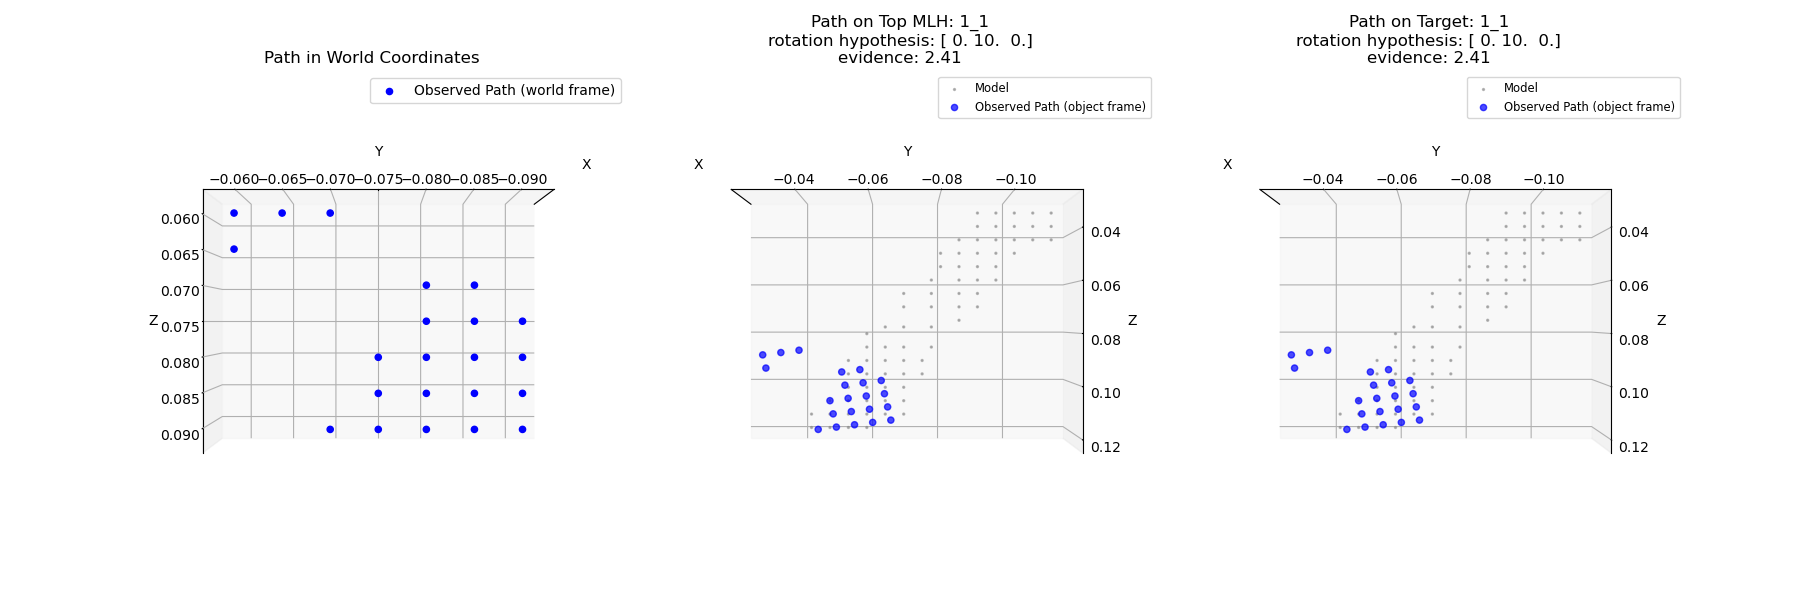 Path in World Coordinates
Observed Path (world frame)
Y
X
−0.060 −0.065 −0.070 −0.075 −0.080 −0.085 −0.090
0.060
0.065
0.070
Z
0.075
0.080
0.085
0.090
Path on Top MLH: 1_1
rotation hypothesis: [ 0. 10.  0.]
evidence: 2.41
Model
Observed Path (object frame)
Y
X
−0.04 −0.06 −0.08 −0.10
0.04
0.06
0.08
Z
0.10
0.12
Path on Target: 1_1
rotation hypothesis: [ 0. 10.  0.]
evidence: 2.41
Model
Observed Path (object frame)
Y
X
−0.04 −0.06 −0.08 −0.10
0.04
0.06
0.08
Z
0.10
0.12